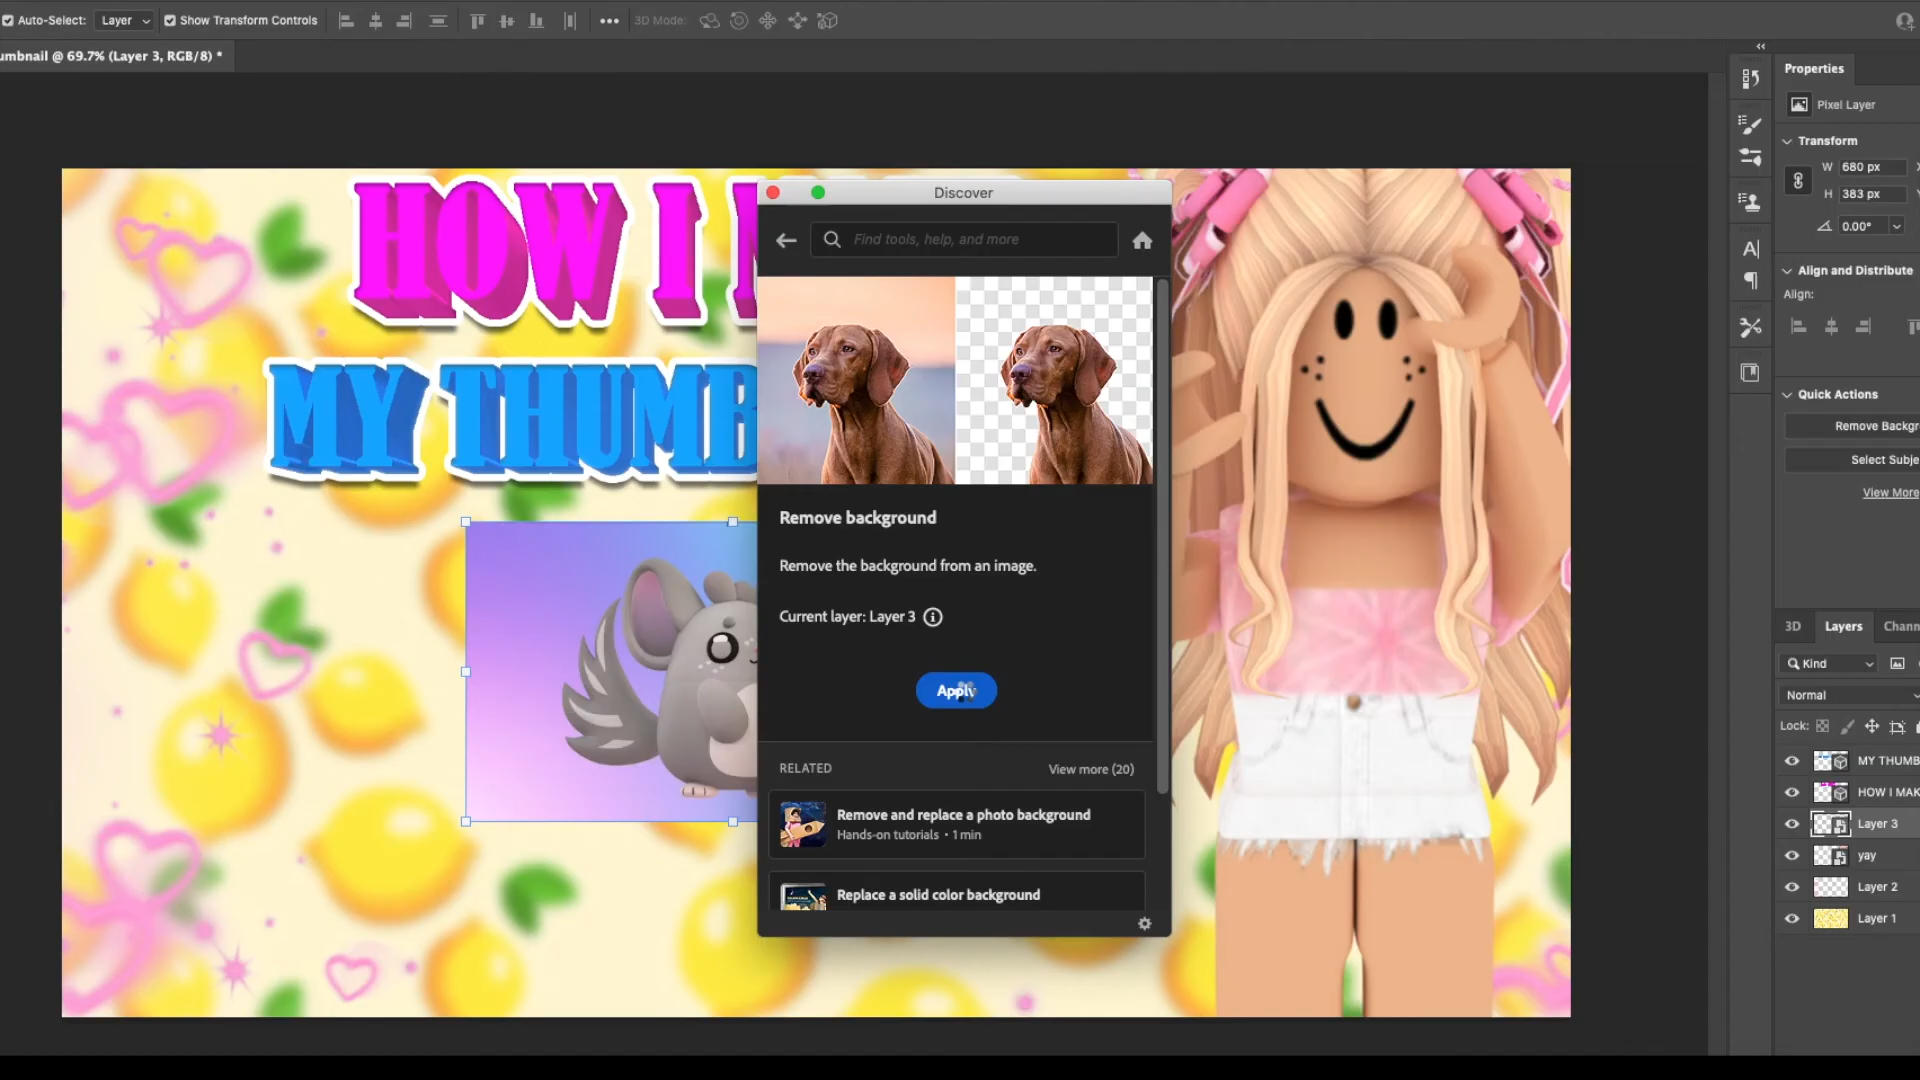 Auto-Select: Layer Show Transform Controls 3D Mode:
umbnail @ 69.7% (Layer 3, RGB/8) *
Properties
Pixel Layer
Transform
W 680 px
H 383 px
0.00°
Align and Distribute
Align:
Quick Actions
Remove Backgr
Select Subje
View More
3D Layers Chann
Kind
Normal
Lock:
MY THUMB
HOW I MAK
Layer 3
yay
Layer 2
Layer 1
HOW I M
MY THUMB
Discover
Find tools, help, and more
Remove background
Remove the background from an image.
Current layer: Layer 3
Apply
RELATED View more (20)
Remove and replace a photo background
Hands-on tutorials • 1 min
Replace a solid color background